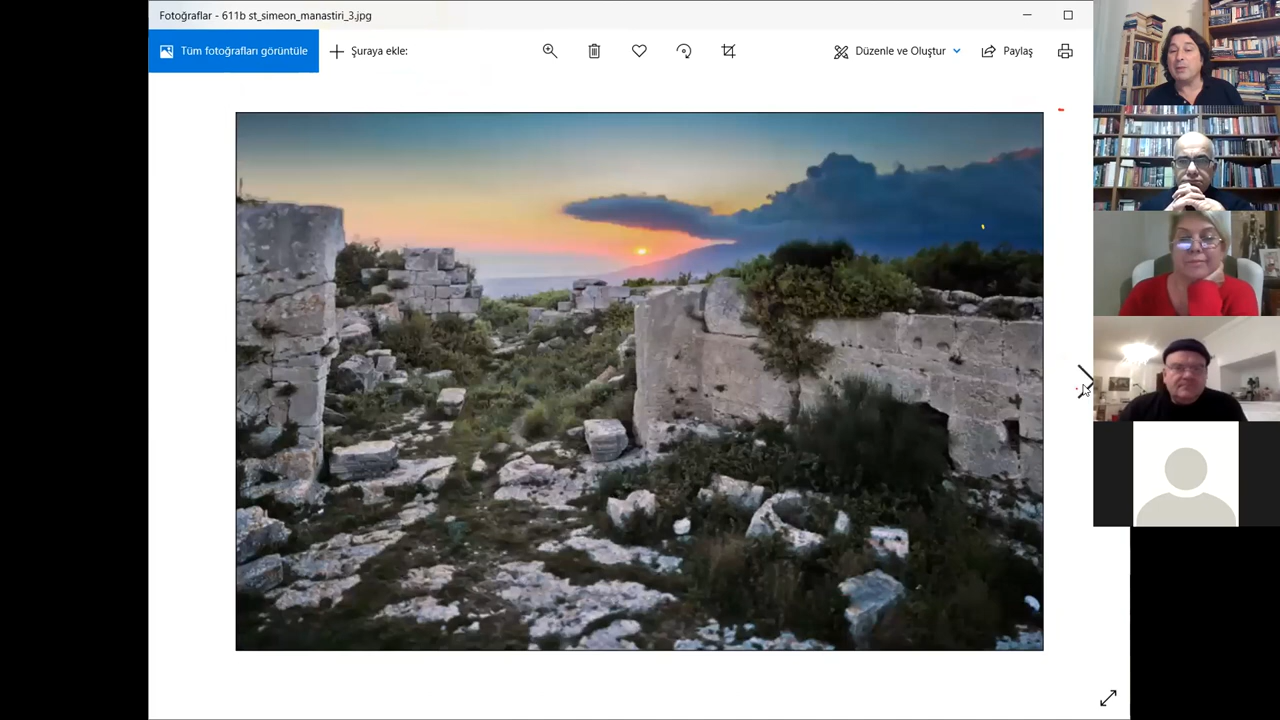 Fotoğraflar - 611b st_simeon_manastiri_3.jpg
Tüm fotoğrafları görüntüle
Şuraya ekle:
Düzenle ve Oluştur
Paylaş